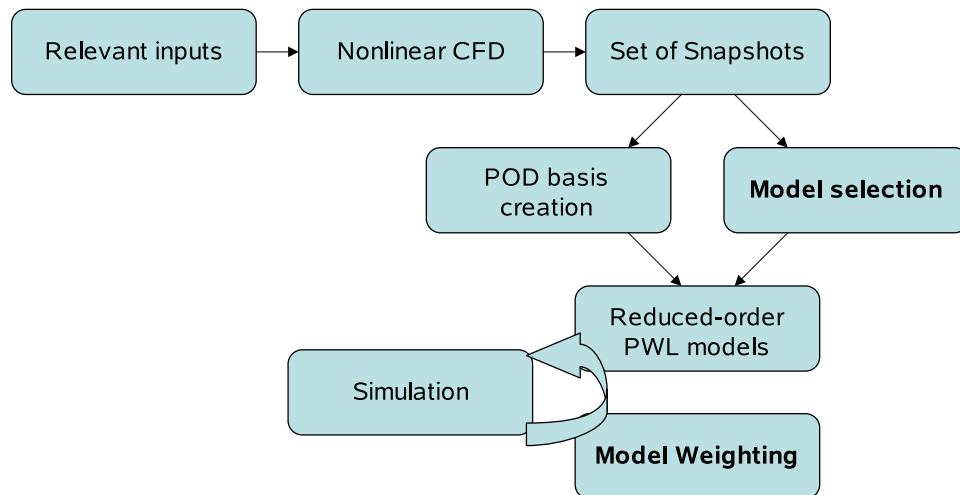 Relevant inputs
Nonlinear CFD
Set of Snapshots
POD basis
creation
Model selection
Reduced-order
PWL models
Simulation
Model Weighting